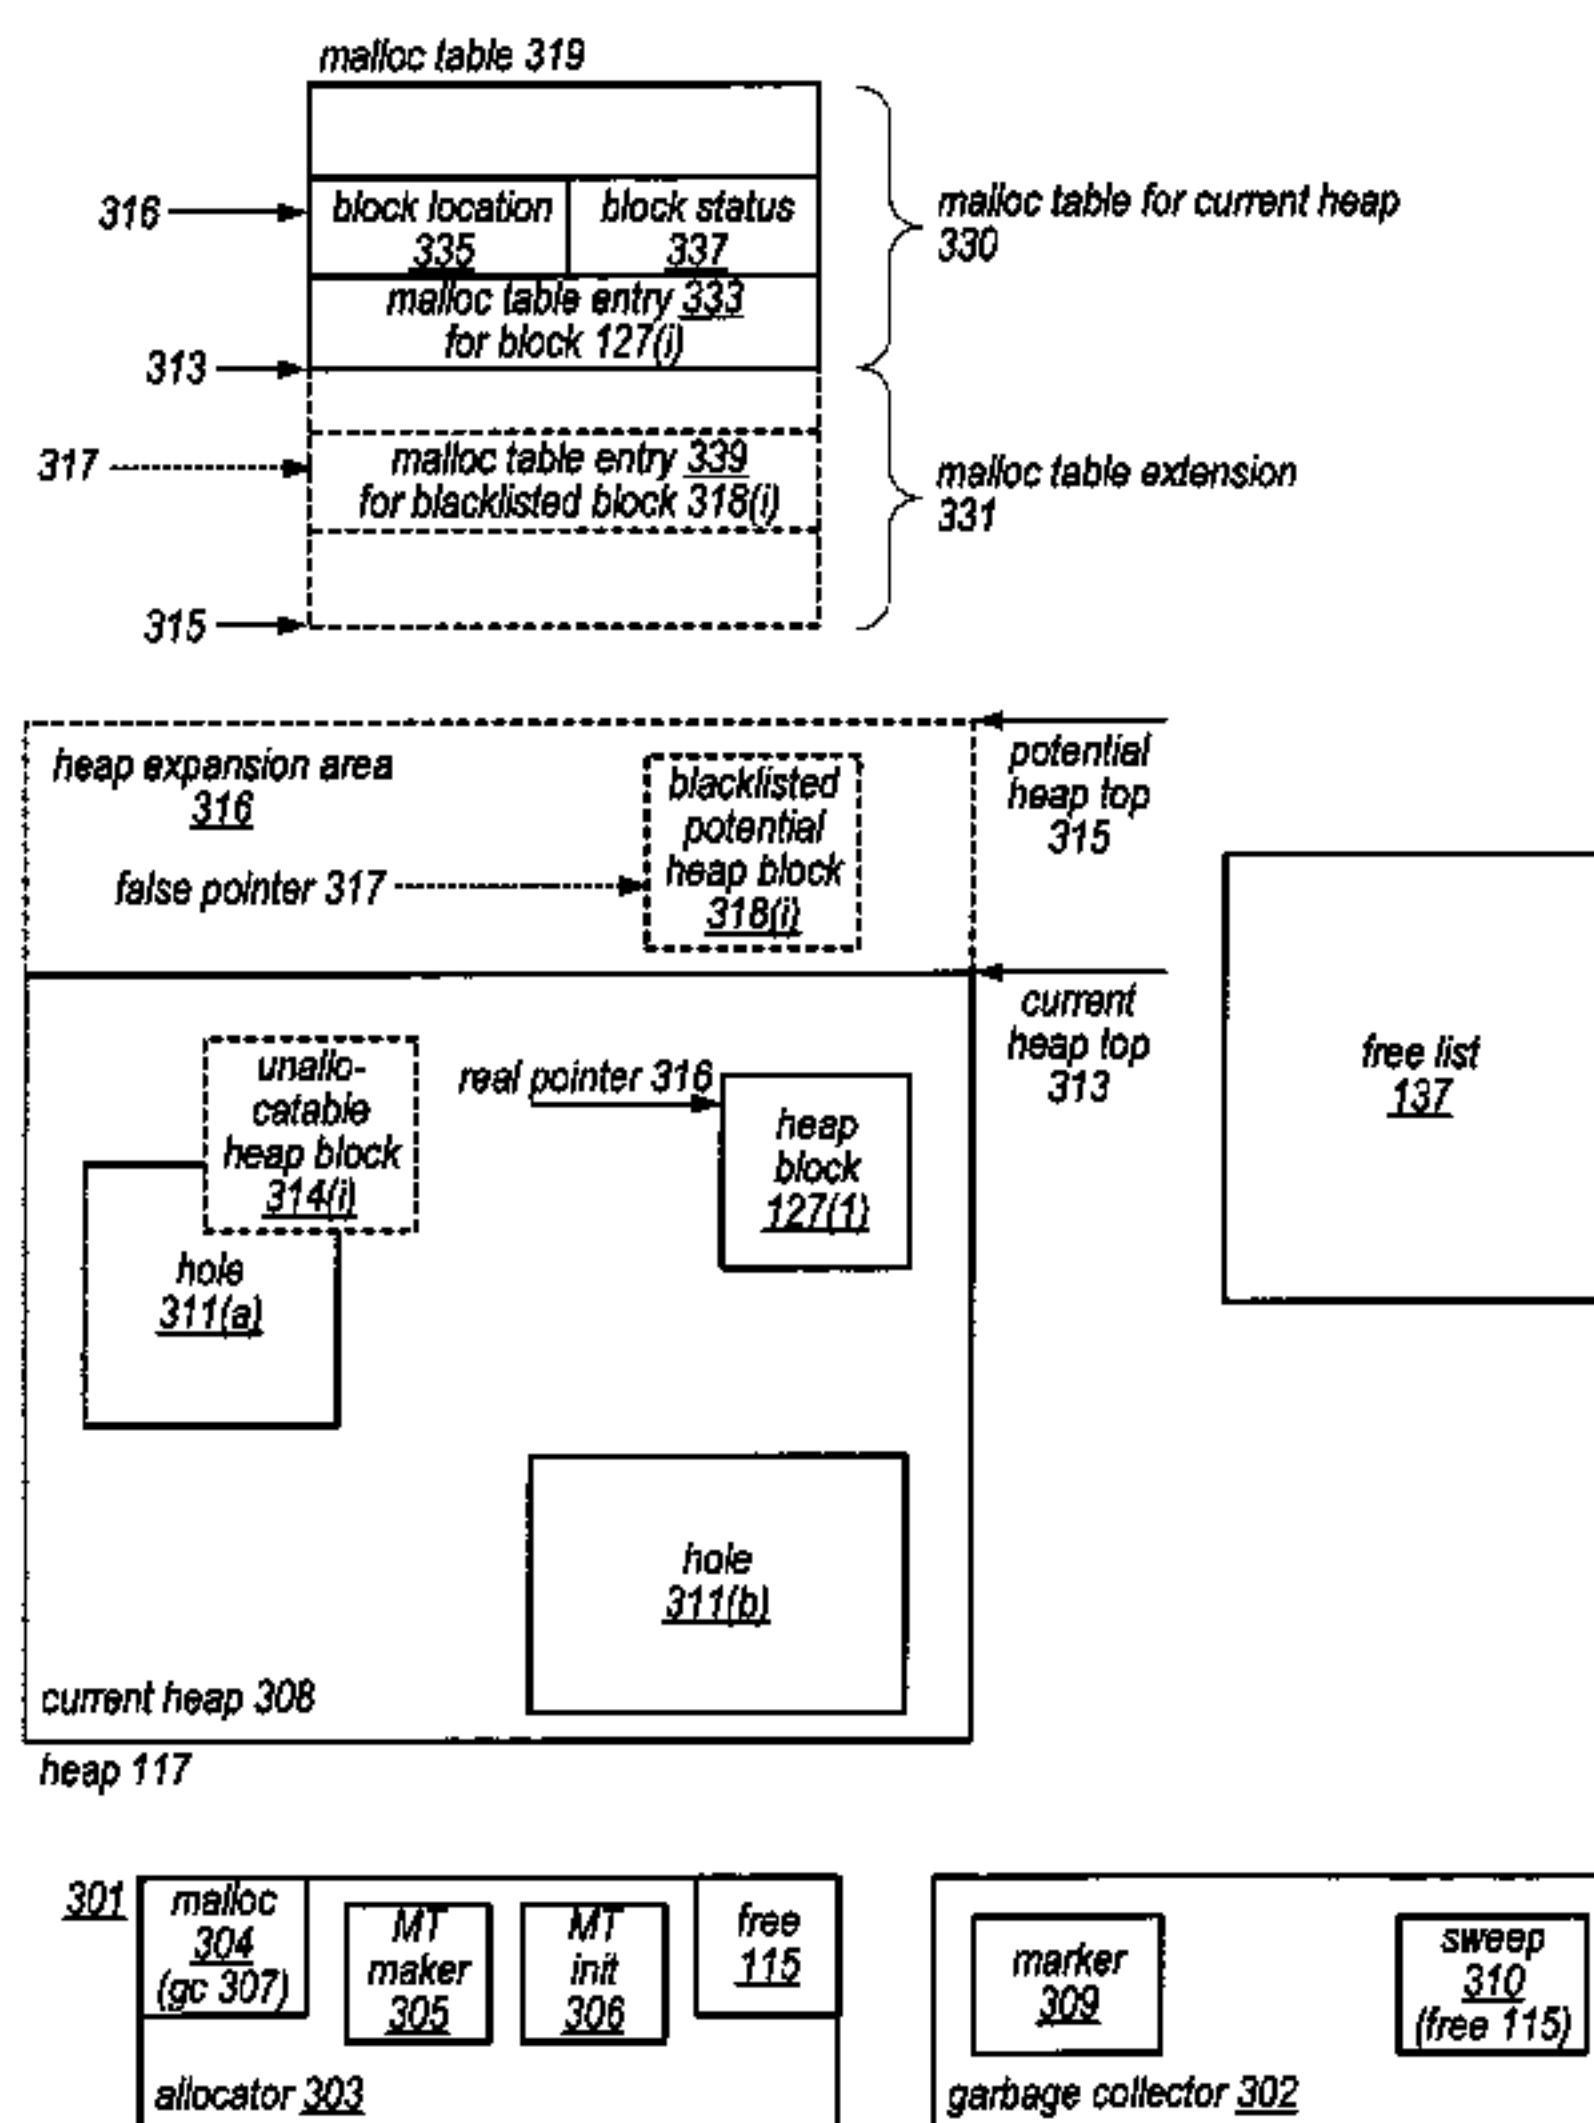 malloc table 319
316
block location
335
block status
337
malloc table for current heap
330
malloc table entry 333
for block 127(i)
313
317
malloc table entry 339
for blacklisted block 318(i)
malloc table extension
331
315
heap expansion area
316
blacklisted
potential
heap block
318(i)
false pointer 317
potential
heap top
315
current
heap top
313
free list
137
unallo-
catable
heap block
314(i)
real pointer 316
heap
block
127(1)
hole
311(a)
hole
311(b)
current heap 308
heap 117
301
malloc
304
(gc 307)
MT
maker
305
MT
init
306
free
115
allocator 303
marker
309
sweep
310
(free 115)
garbage collector 302